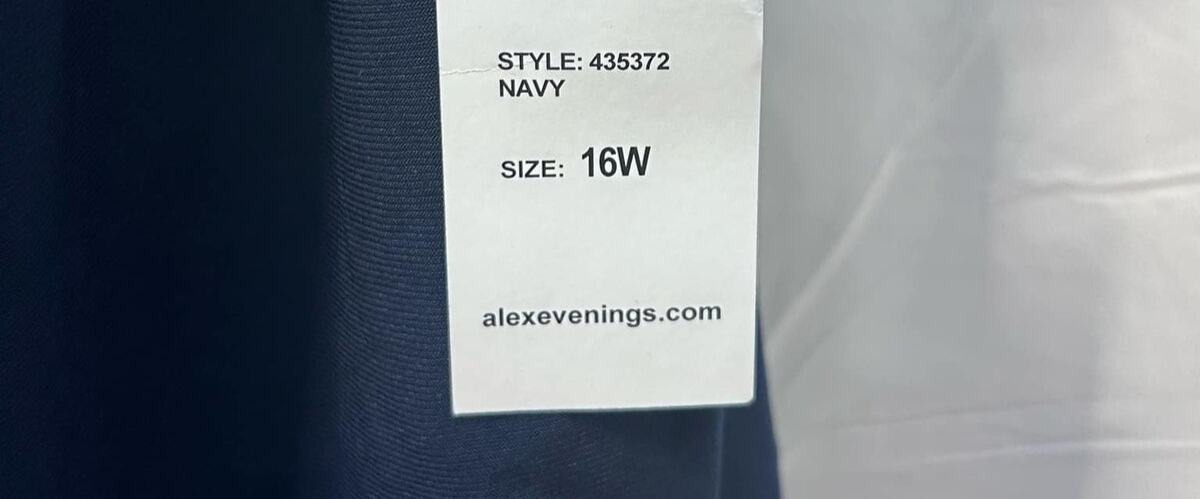 STYLE: 435372
NAVY
SIZE: 16W
alexevenings.com